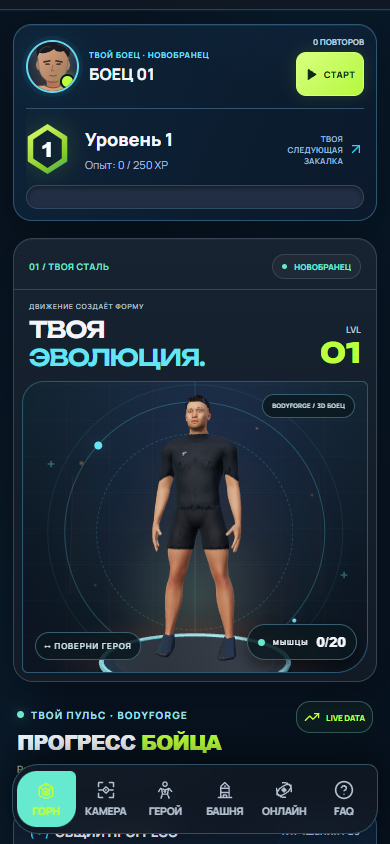 0 ПОВТОРОВ
ТВОЙ БОЕЦ · НОВОБРАНЕЦ
БОЕЦ 01
СТАРТ
1
Уровень 1
Опыт: 0 / 250 XP
ТВОЯ
СЛЕДУЮЩАЯ
ЗАКАЛКА
01 / ТВОЯ СТАЛЬ
НОВОБРАНЕЦ
ДВИЖЕНИЕ СОЗДАЁТ ФОРМУ
ТВОЯ
ЭВОЛЮЦИЯ.
LVL
01
BODYFORGE / 3D БОЕЦ
↔ ПОВЕРНИ ГЕРОЯ
МЫШЦЫ 0/20
ТВОЙ ПУЛЬС · BODYFORGE
LIVE DATA
ПРОГРЕСС БОЙЦА
ГОРН
КАМЕРА
ГЕРОЙ
БАШНЯ
ОНЛАЙН
FAQ